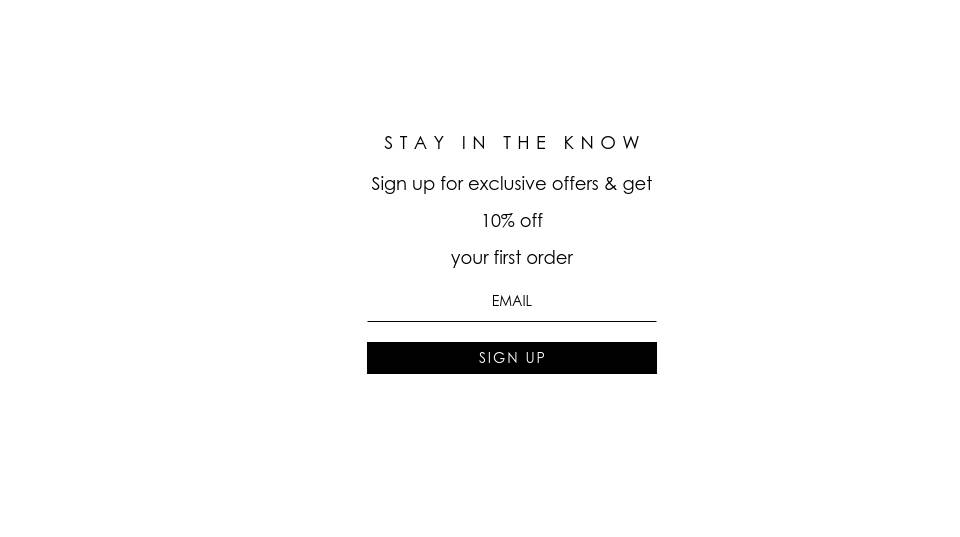 STAY IN THE KNOW
Sign up for exclusive offers & get
10% off
your first order
EMAIL
SIGN UP